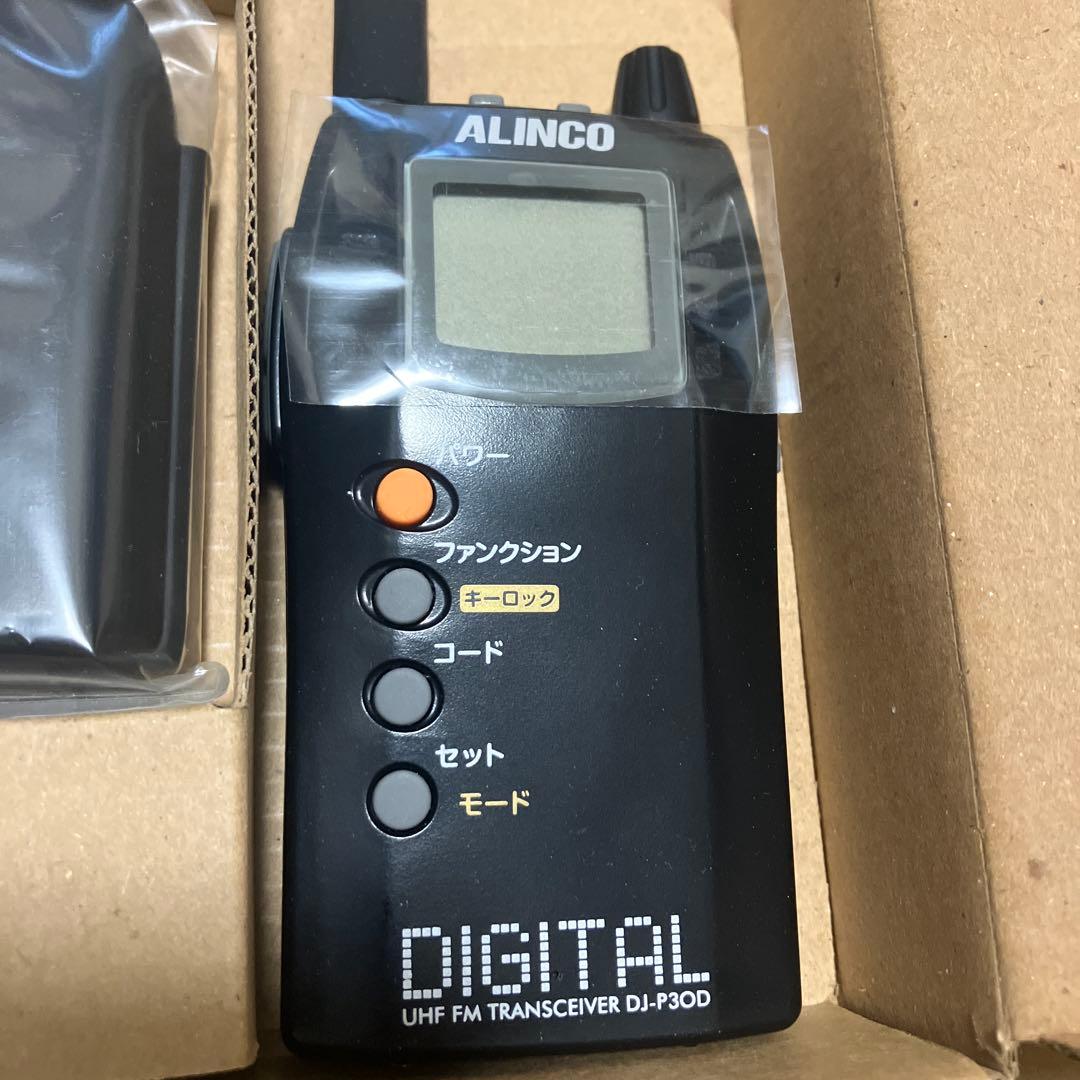 ALINCO
パワー
ファンクション
キーロック
コード
セット
モード
DIGITAL
UHF FM TRANSCEIVER DJ-P30D